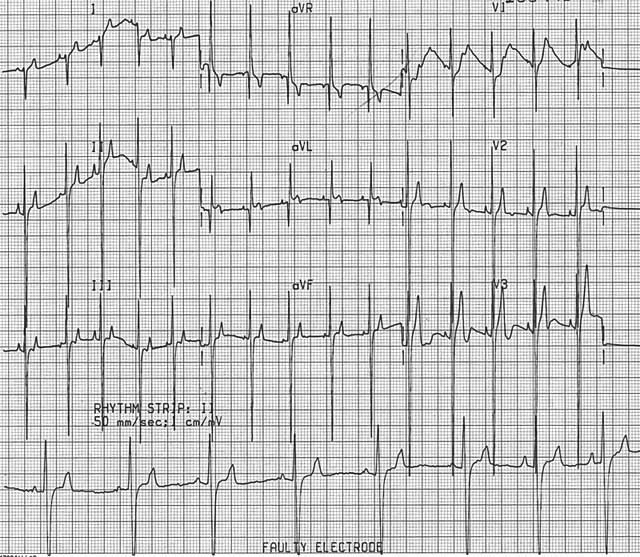 I aVR V1
II aVL V2
III aVF V3
RHYTHM STRIP: II
50 mm/sec;1 cm/mV
FAULTY ELECTRODE